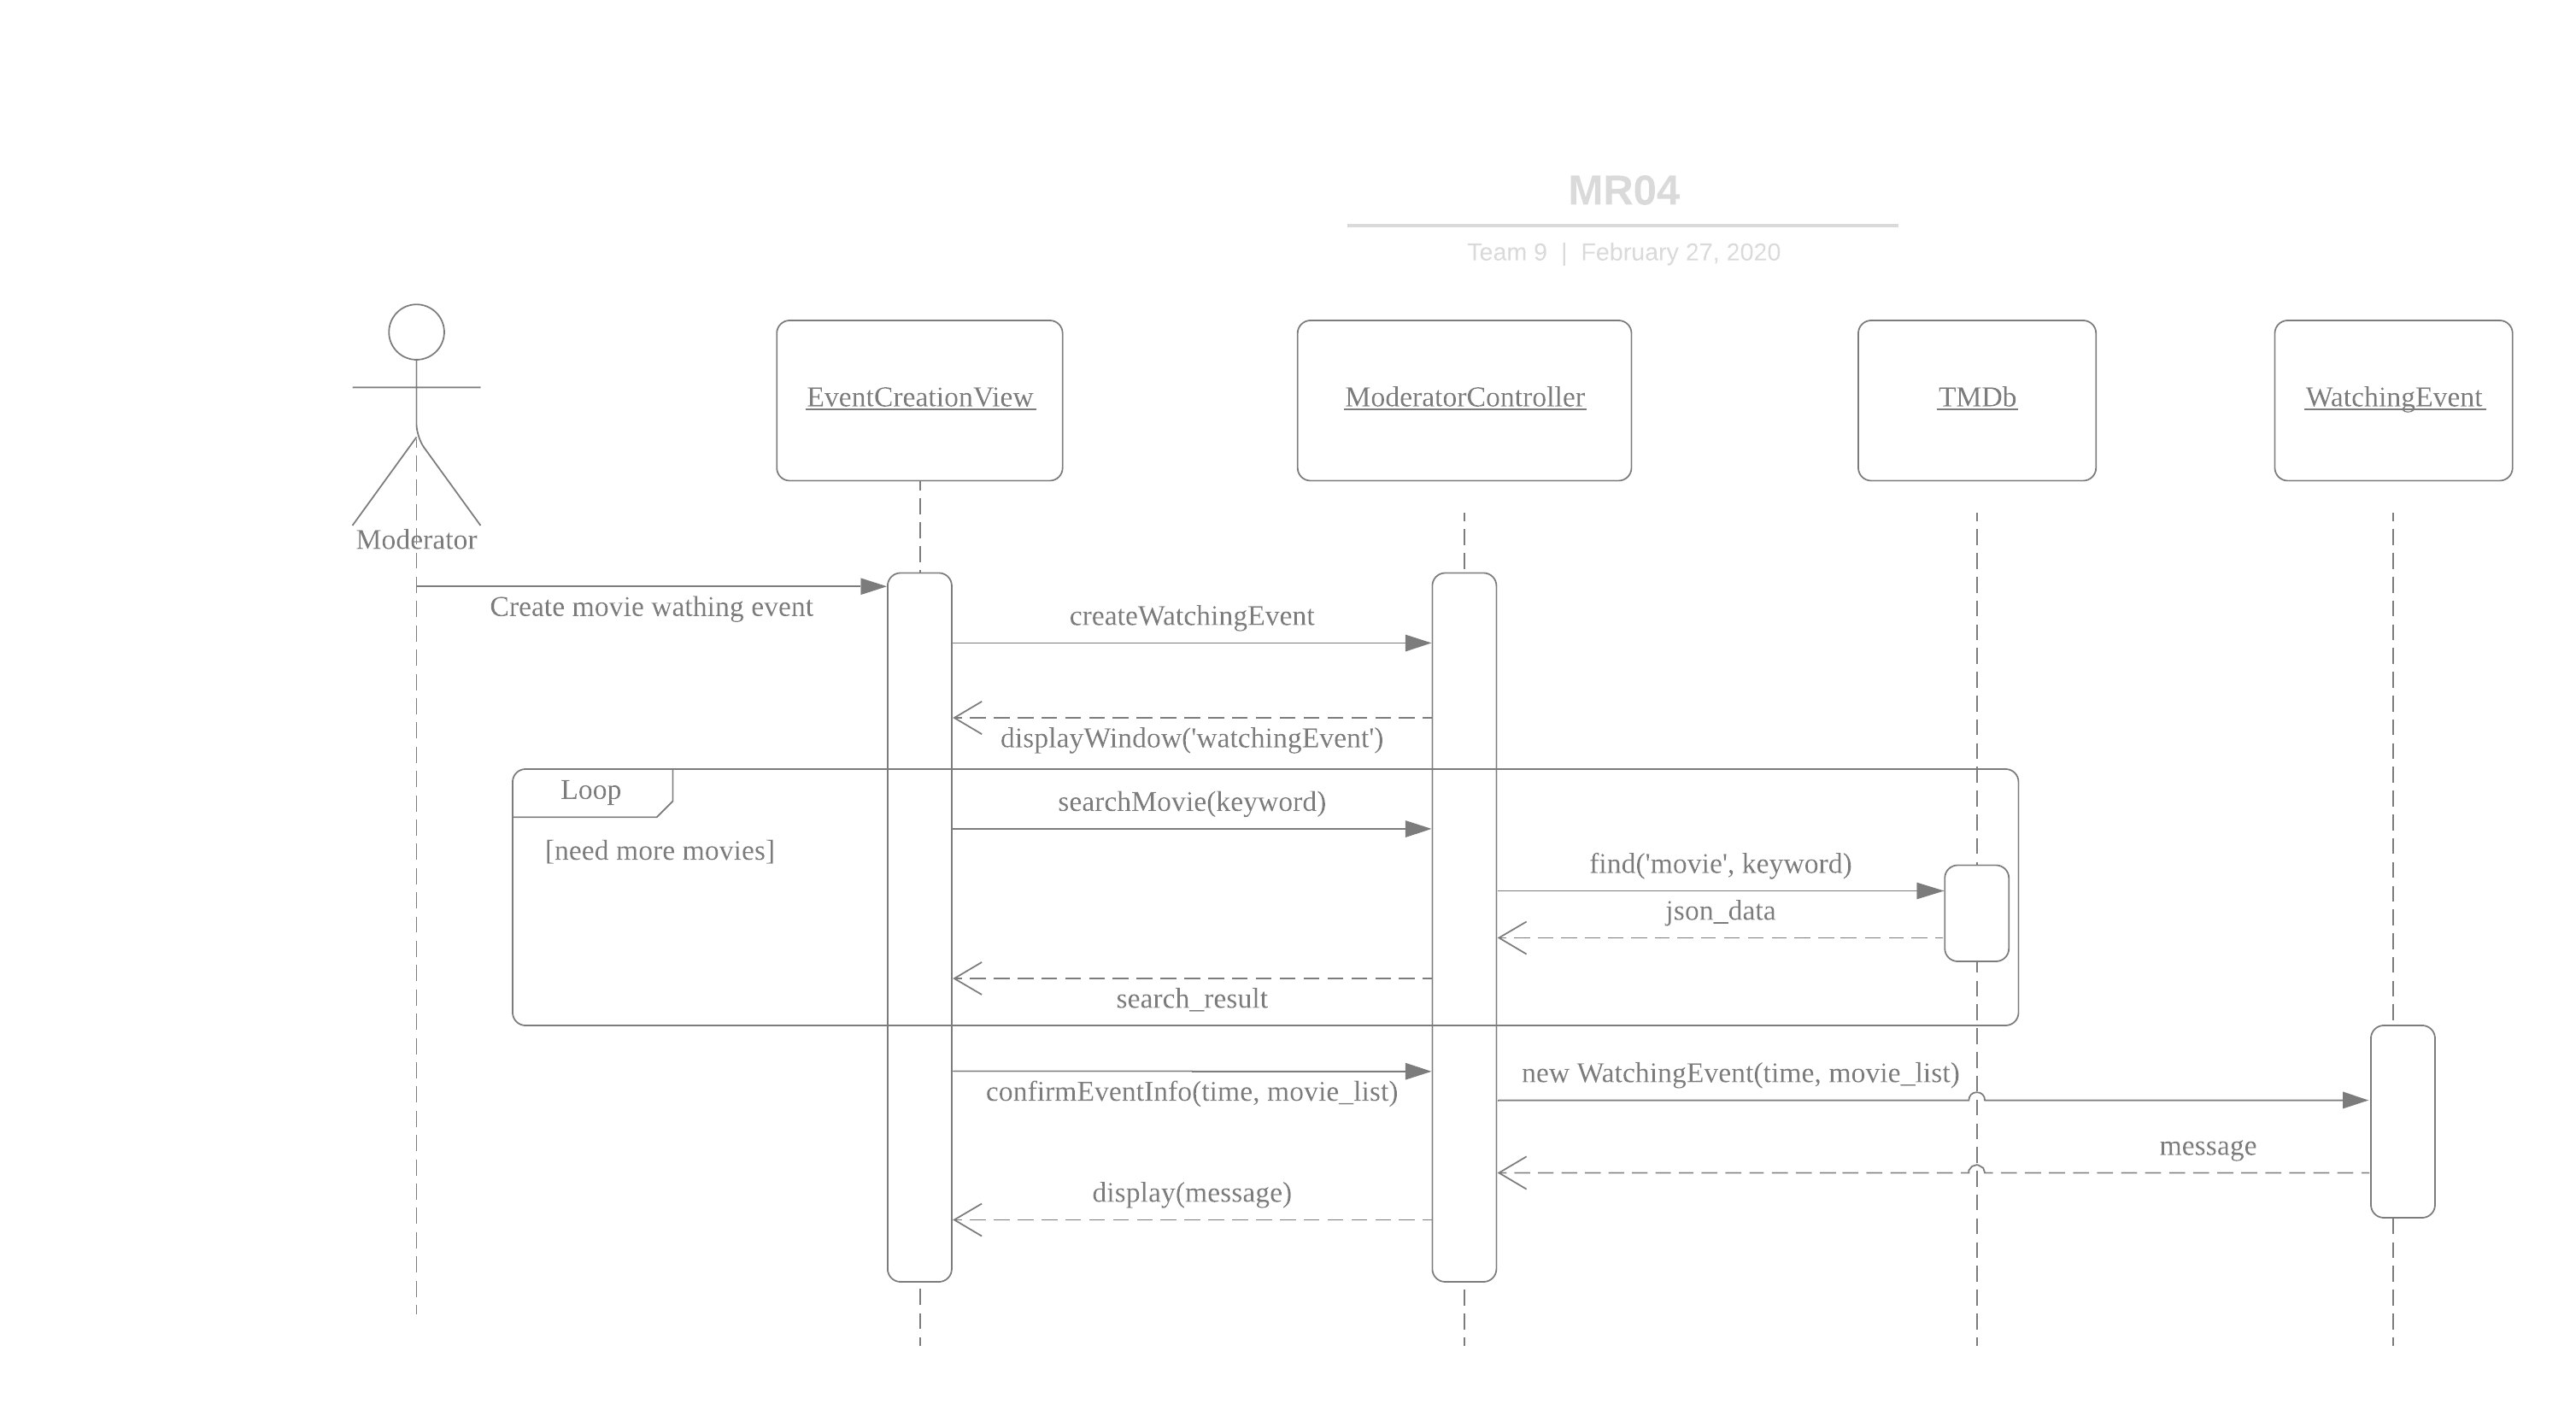 MR04
Team 9 | February 27, 2020
EventCreationView
ModeratorController
TMDb
WatchingEvent
Moderator
Create movie wathing event
createWatchingEvent
displayWindow('watchingEvent')
Loop
searchMovie(keyword)
[need more movies]
find('movie', keyword)
json_data
search_result
confirmEventInfo(time, movie_list)
new WatchingEvent(time, movie_list)
message
display(message)